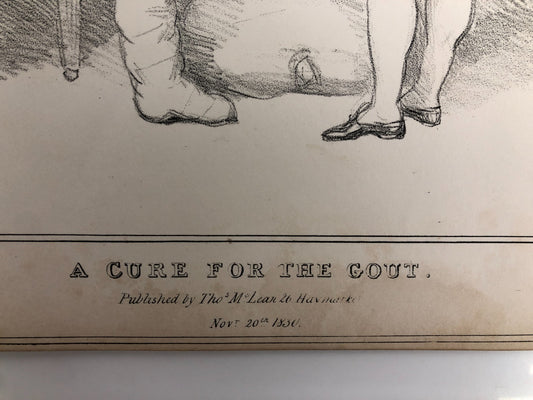 A CURE FOR THE GOUT.
Published by Thos. McLean 26 Haymarket
Novr. 20th 1830.